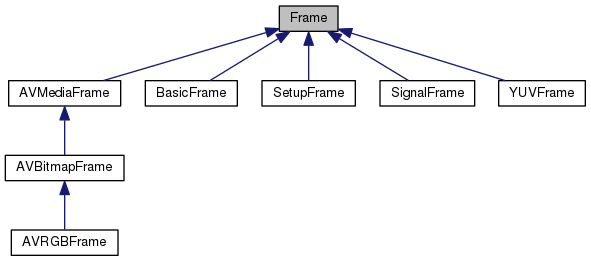 Frame
AVMediaFrame
BasicFrame
SetupFrame
SignalFrame
YUVFrame
AVBitmapFrame
AVRGBFrame